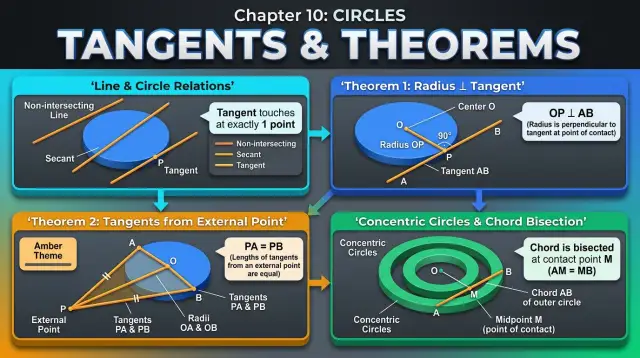 Chapter 10: CIRCLES
TANGENTS & THEOREMS
'Line & Circle Relations'
Non-intersecting
Line
Secant
P
Tangent
Tangent touches
at exactly 1 point
Non-intersecting
Secant
Tangent
'Theorem 1: Radius ⊥ Tangent'
Center O
O
90°
Radius OP
P
B
A
Tangent AB
OP ⊥ AB
(Radius is perpendicular to
tangent at point of contact)
'Theorem 2: Tangents from External Point'
Amber
Theme
A
O
B
P
External
Point
Tangents
PA & PB
Radii
OA & OB
Tangents
PA & PB
PA = PB
(Lengths of tangents
from an external point
are equal)
'Concentric Circles & Chord Bisection'
Concentric
Circles
O
B
M
A
Concentric
Circles
Chord AB
of outer circle
Midpoint M
(point of contact)
Chord is bisected
at contact point M
(AM = MB)